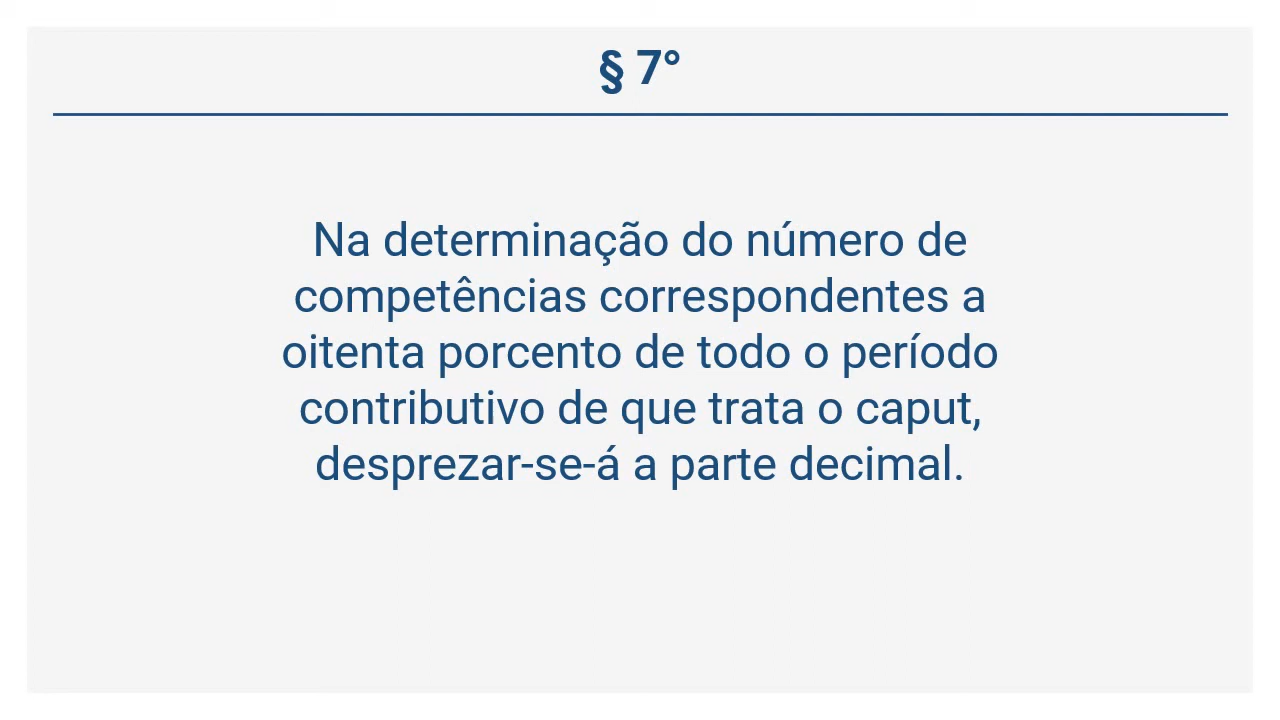 § 7°
Na determinação do número de
competências correspondentes a
oitenta porcento de todo o período
contributivo de que trata o caput,
desprezar-se-á a parte decimal.